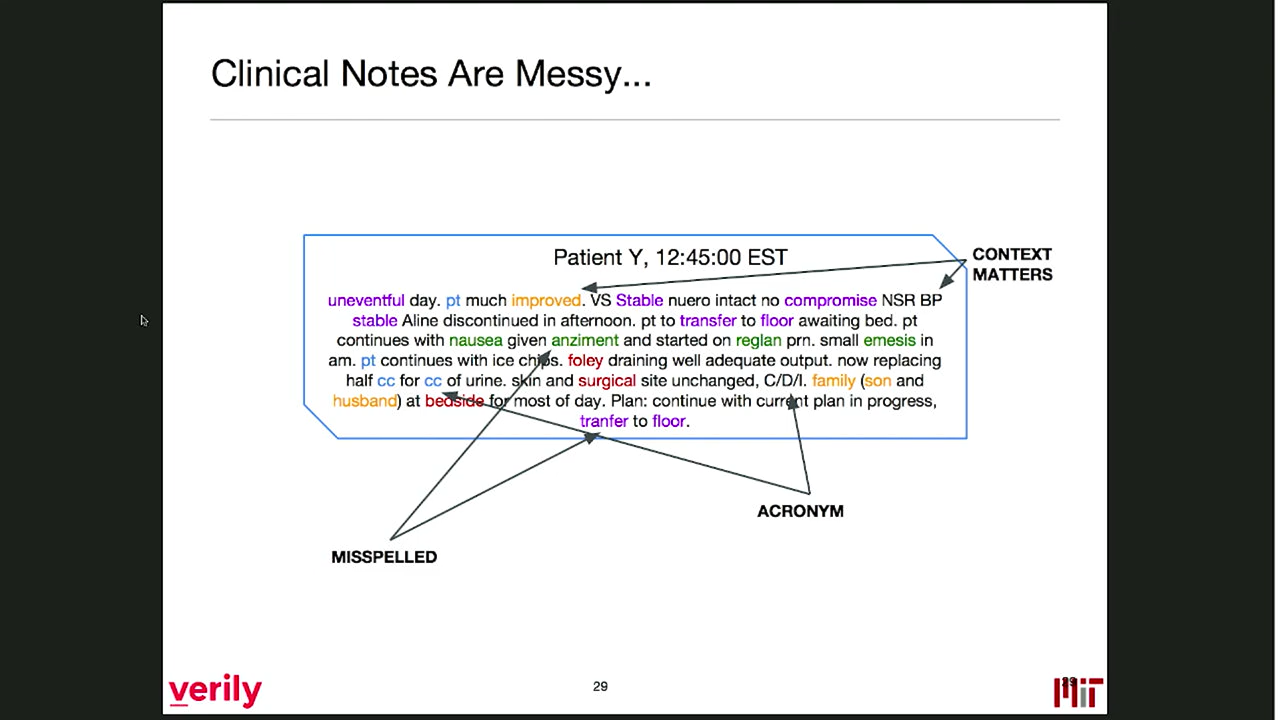 Clinical Notes Are Messy...
Patient Y, 12:45:00 EST
CONTEXT
MATTERS
uneventful day. pt much improved. VS Stable nuero intact no compromise NSR BP
stable Aline discontinued in afternoon. pt to transfer to floor awaiting bed. pt
continues with nausea given anziment and started on reglan prn. small emesis in
am. pt continues with ice chips. foley draining well adequate output. now replacing
half cc for cc of urine. skin and surgical site unchanged, C/D/I. family (son and
husband) at bedside for most of day. Plan: continue with current plan in progress,
tranfer to floor.
ACRONYM
MISSPELLED
verily
29
29
MIT